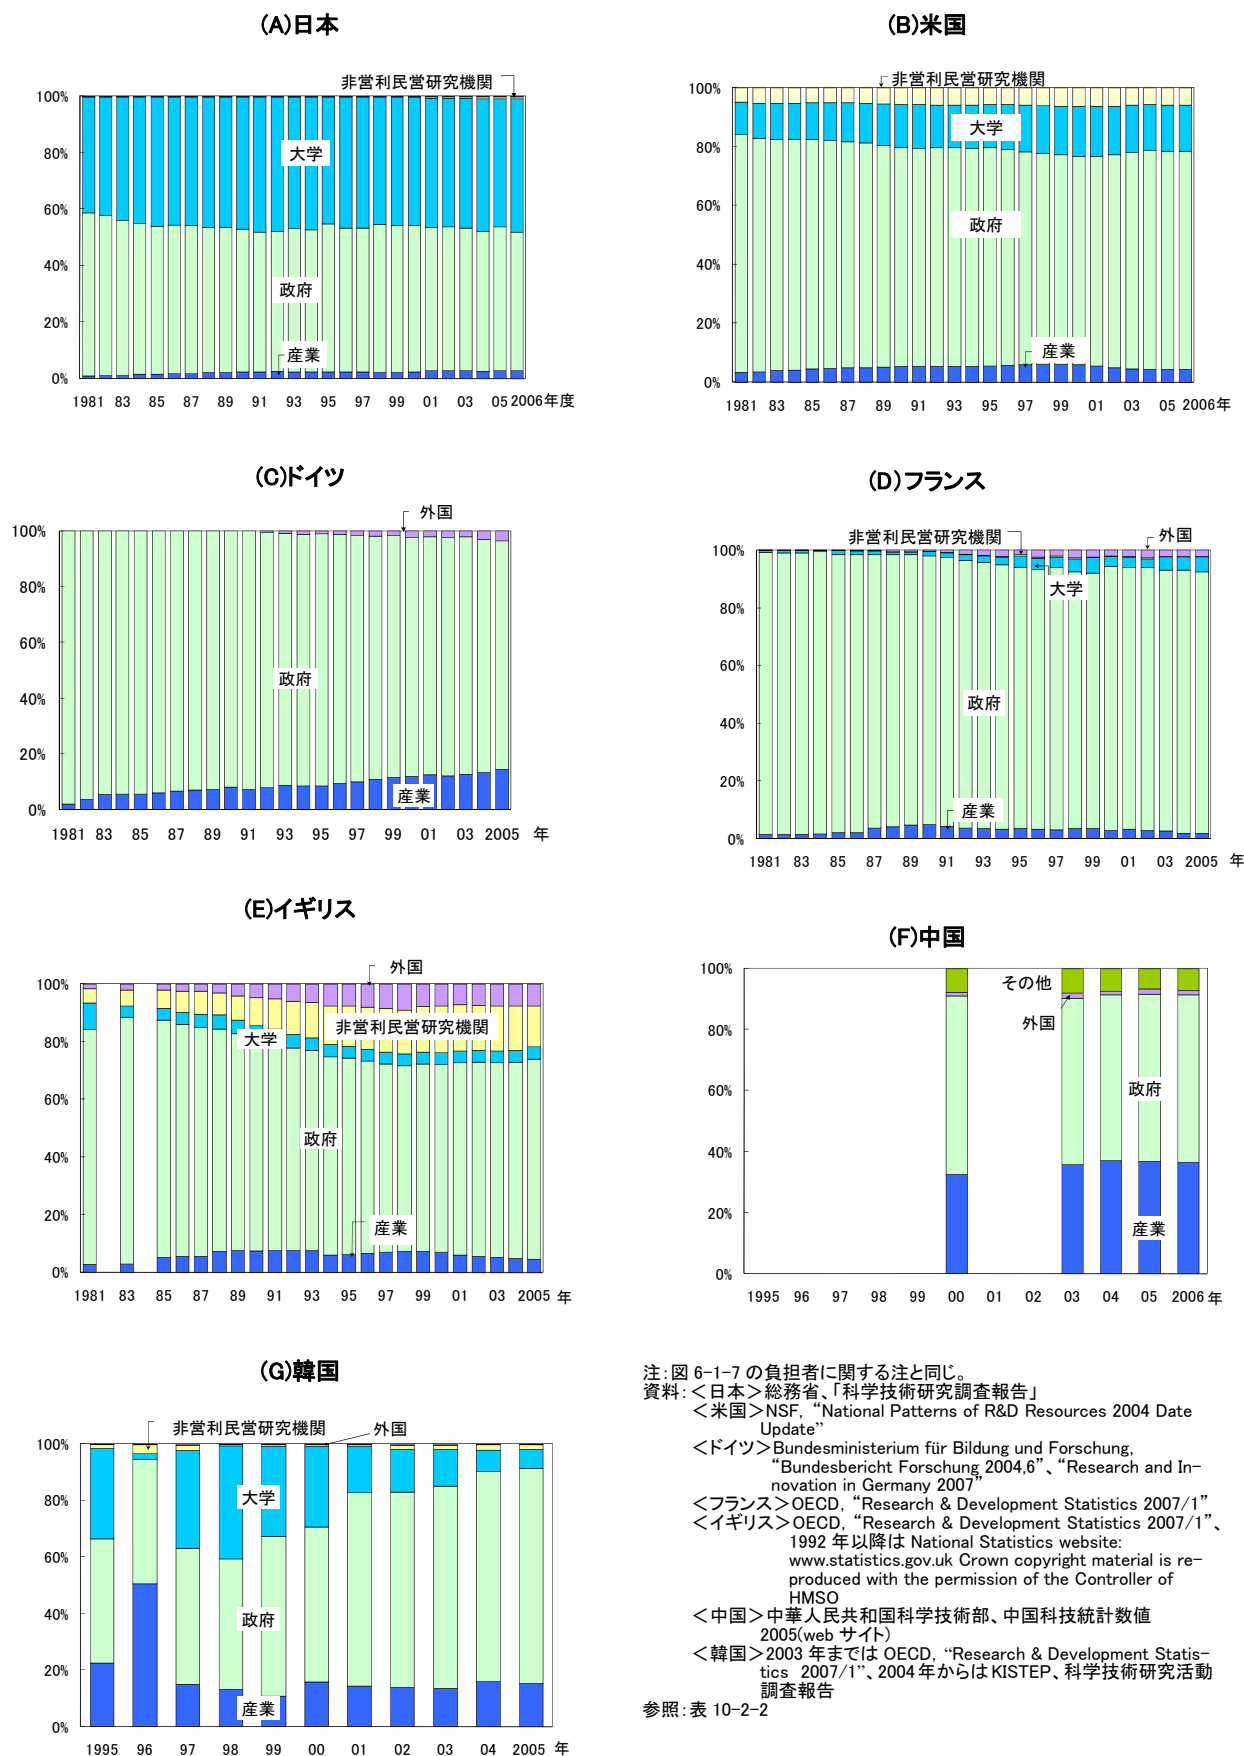 (A)日本
非営利民営研究機関
100%
80%
60%
40%
20%
0%
大学
政府
産業
1981 83 85 87 89 91 93 95 97 99 01 03 05 2006年度
(B)米国
非営利民営研究機関
100%
80%
60%
40%
20%
0%
大学
政府
産業
1981 83 85 87 89 91 93 95 97 99 01 03 05 2006年
(C)ドイツ
外国
100%
80%
60%
40%
20%
0%
政府
産業
1981 83 85 87 89 91 93 95 97 99 01 03 2005 年
(D)フランス
非営利民営研究機関
外国
100%
80%
60%
40%
20%
0%
大学
政府
産業
1981 83 85 87 89 91 93 95 97 99 01 03 2005 年
(E)イギリス
外国
100%
80%
60%
40%
20%
0%
非営利民営研究機関
大学
政府
産業
1981 83 85 87 89 91 93 95 97 99 01 03 2005 年
(F)中国
100%
80%
60%
40%
20%
0%
その他
外国
政府
産業
1995 96 97 98 99 00 01 02 03 04 05 2006年
(G)韓国
非営利民営研究機関
外国
100%
80%
60%
40%
20%
0%
大学
政府
産業
1995 96 97 98 99 00 01 02 03 04 2005 年
注:図 6-1-7 の負担者に関する注と同じ。
資料:＜日本＞総務省、「科学技術研究調査報告」
＜米国＞NSF, “National Patterns of R&D Resources 2004 Date
Update”
＜ドイツ＞Bundesministerium für Bildung und Forschung,
“Bundesbericht Forschung 2004,6”、“Research and In-
novation in Germany 2007”
＜フランス＞OECD, “Research & Development Statistics 2007/1”
＜イギリス＞OECD, “Research & Development Statistics 2007/1”、
1992 年以降は National Statistics website:
www.statistics.gov.uk Crown copyright material is re-
produced with the permission of the Controller of
HMSO
＜中国＞中華人民共和国科学技術部、中国科技統計数値
2005(web サイト)
＜韓国＞2003 年までは OECD, “Research & Development Statis-
tics 2007/1”、2004 年からは KISTEP、科学技術研究活動
調査報告
参照:表 10-2-2